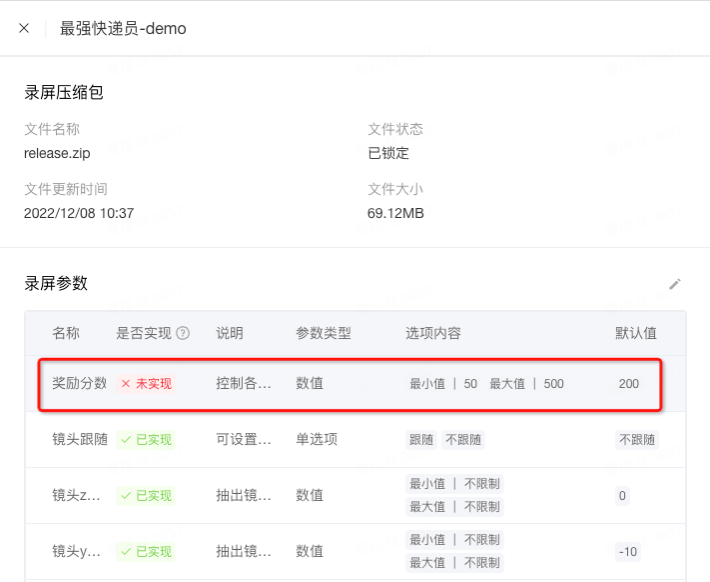 最强快递员-demo
录屏压缩包
文件名称 文件状态
release.zip 已锁定
文件更新时间 文件大小
2022/12/08 10:37 69.12MB
录屏参数
名称 是否实现 说明 参数类型 选项内容 默认值
奖励分数 未实现 控制各... 数值 最小值 | 50 最大值 | 500 200
镜头跟随 已实现 可设置... 单选项 跟随 不跟随 不跟随
镜头z... 已实现 抽出镜... 数值 最小值 | 不限制 0
最大值 | 不限制
镜头y... 已实现 抽出镜... 数值 最小值 | 不限制 -10
最大值 | 不限制